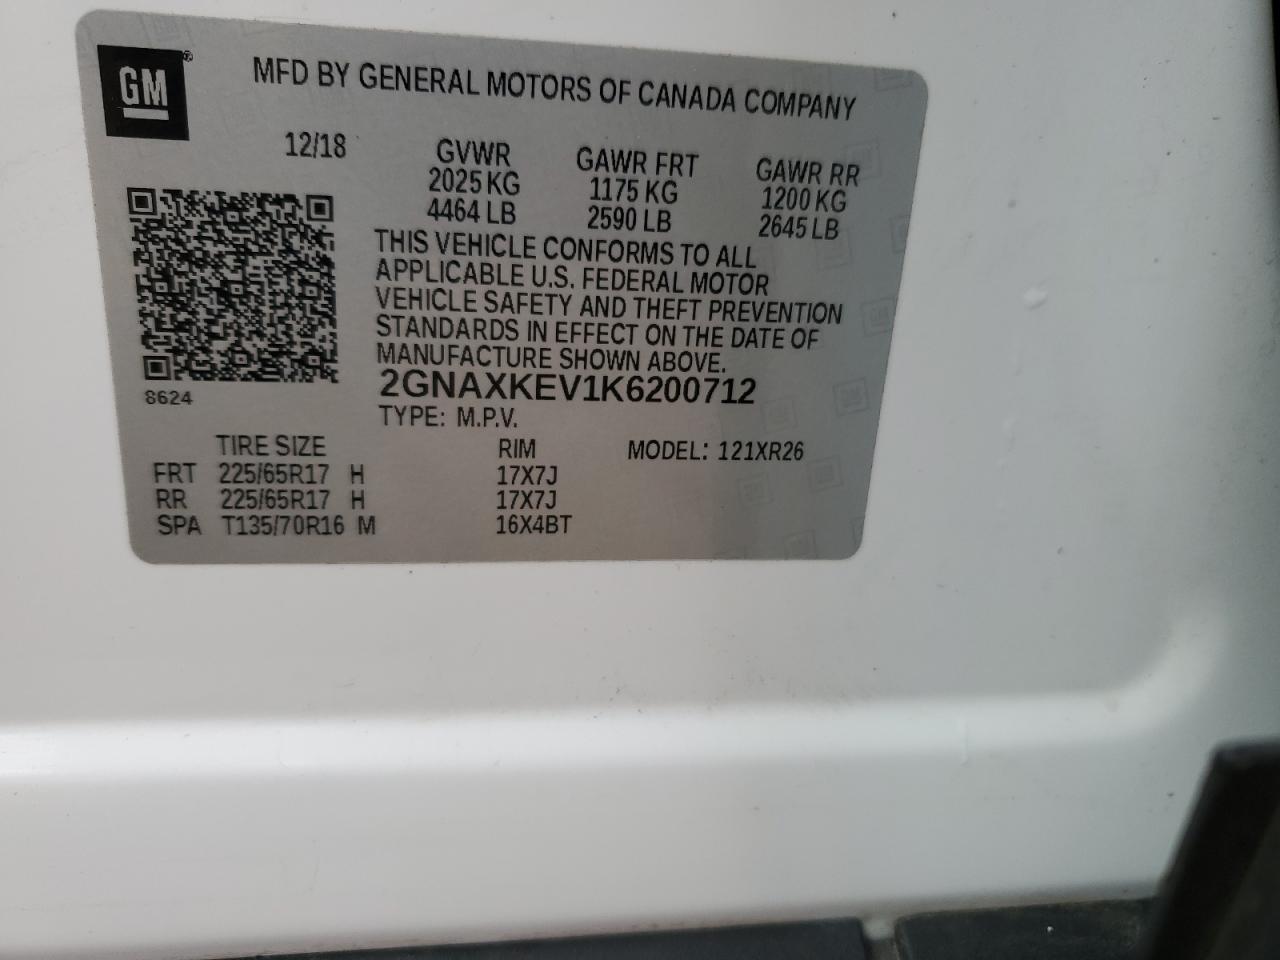 GM®
MFD BY GENERAL MOTORS OF CANADA COMPANY
12/18
GVWR GAWR FRT GAWR RR
2025 KG 1175 KG 1200 KG
4464 LB 2590 LB 2645 LB
THIS VEHICLE CONFORMS TO ALL
APPLICABLE U.S. FEDERAL MOTOR
VEHICLE SAFETY AND THEFT PREVENTION
STANDARDS IN EFFECT ON THE DATE OF
MANUFACTURE SHOWN ABOVE.
2GNAXKEV1K6200712
8624
TYPE: M.P.V.
TIRE SIZE RIM MODEL: 121XR26
FRT 225/65R17 H 17X7J
RR 225/65R17 H 17X7J
SPA T135/70R16 M 16X4BT